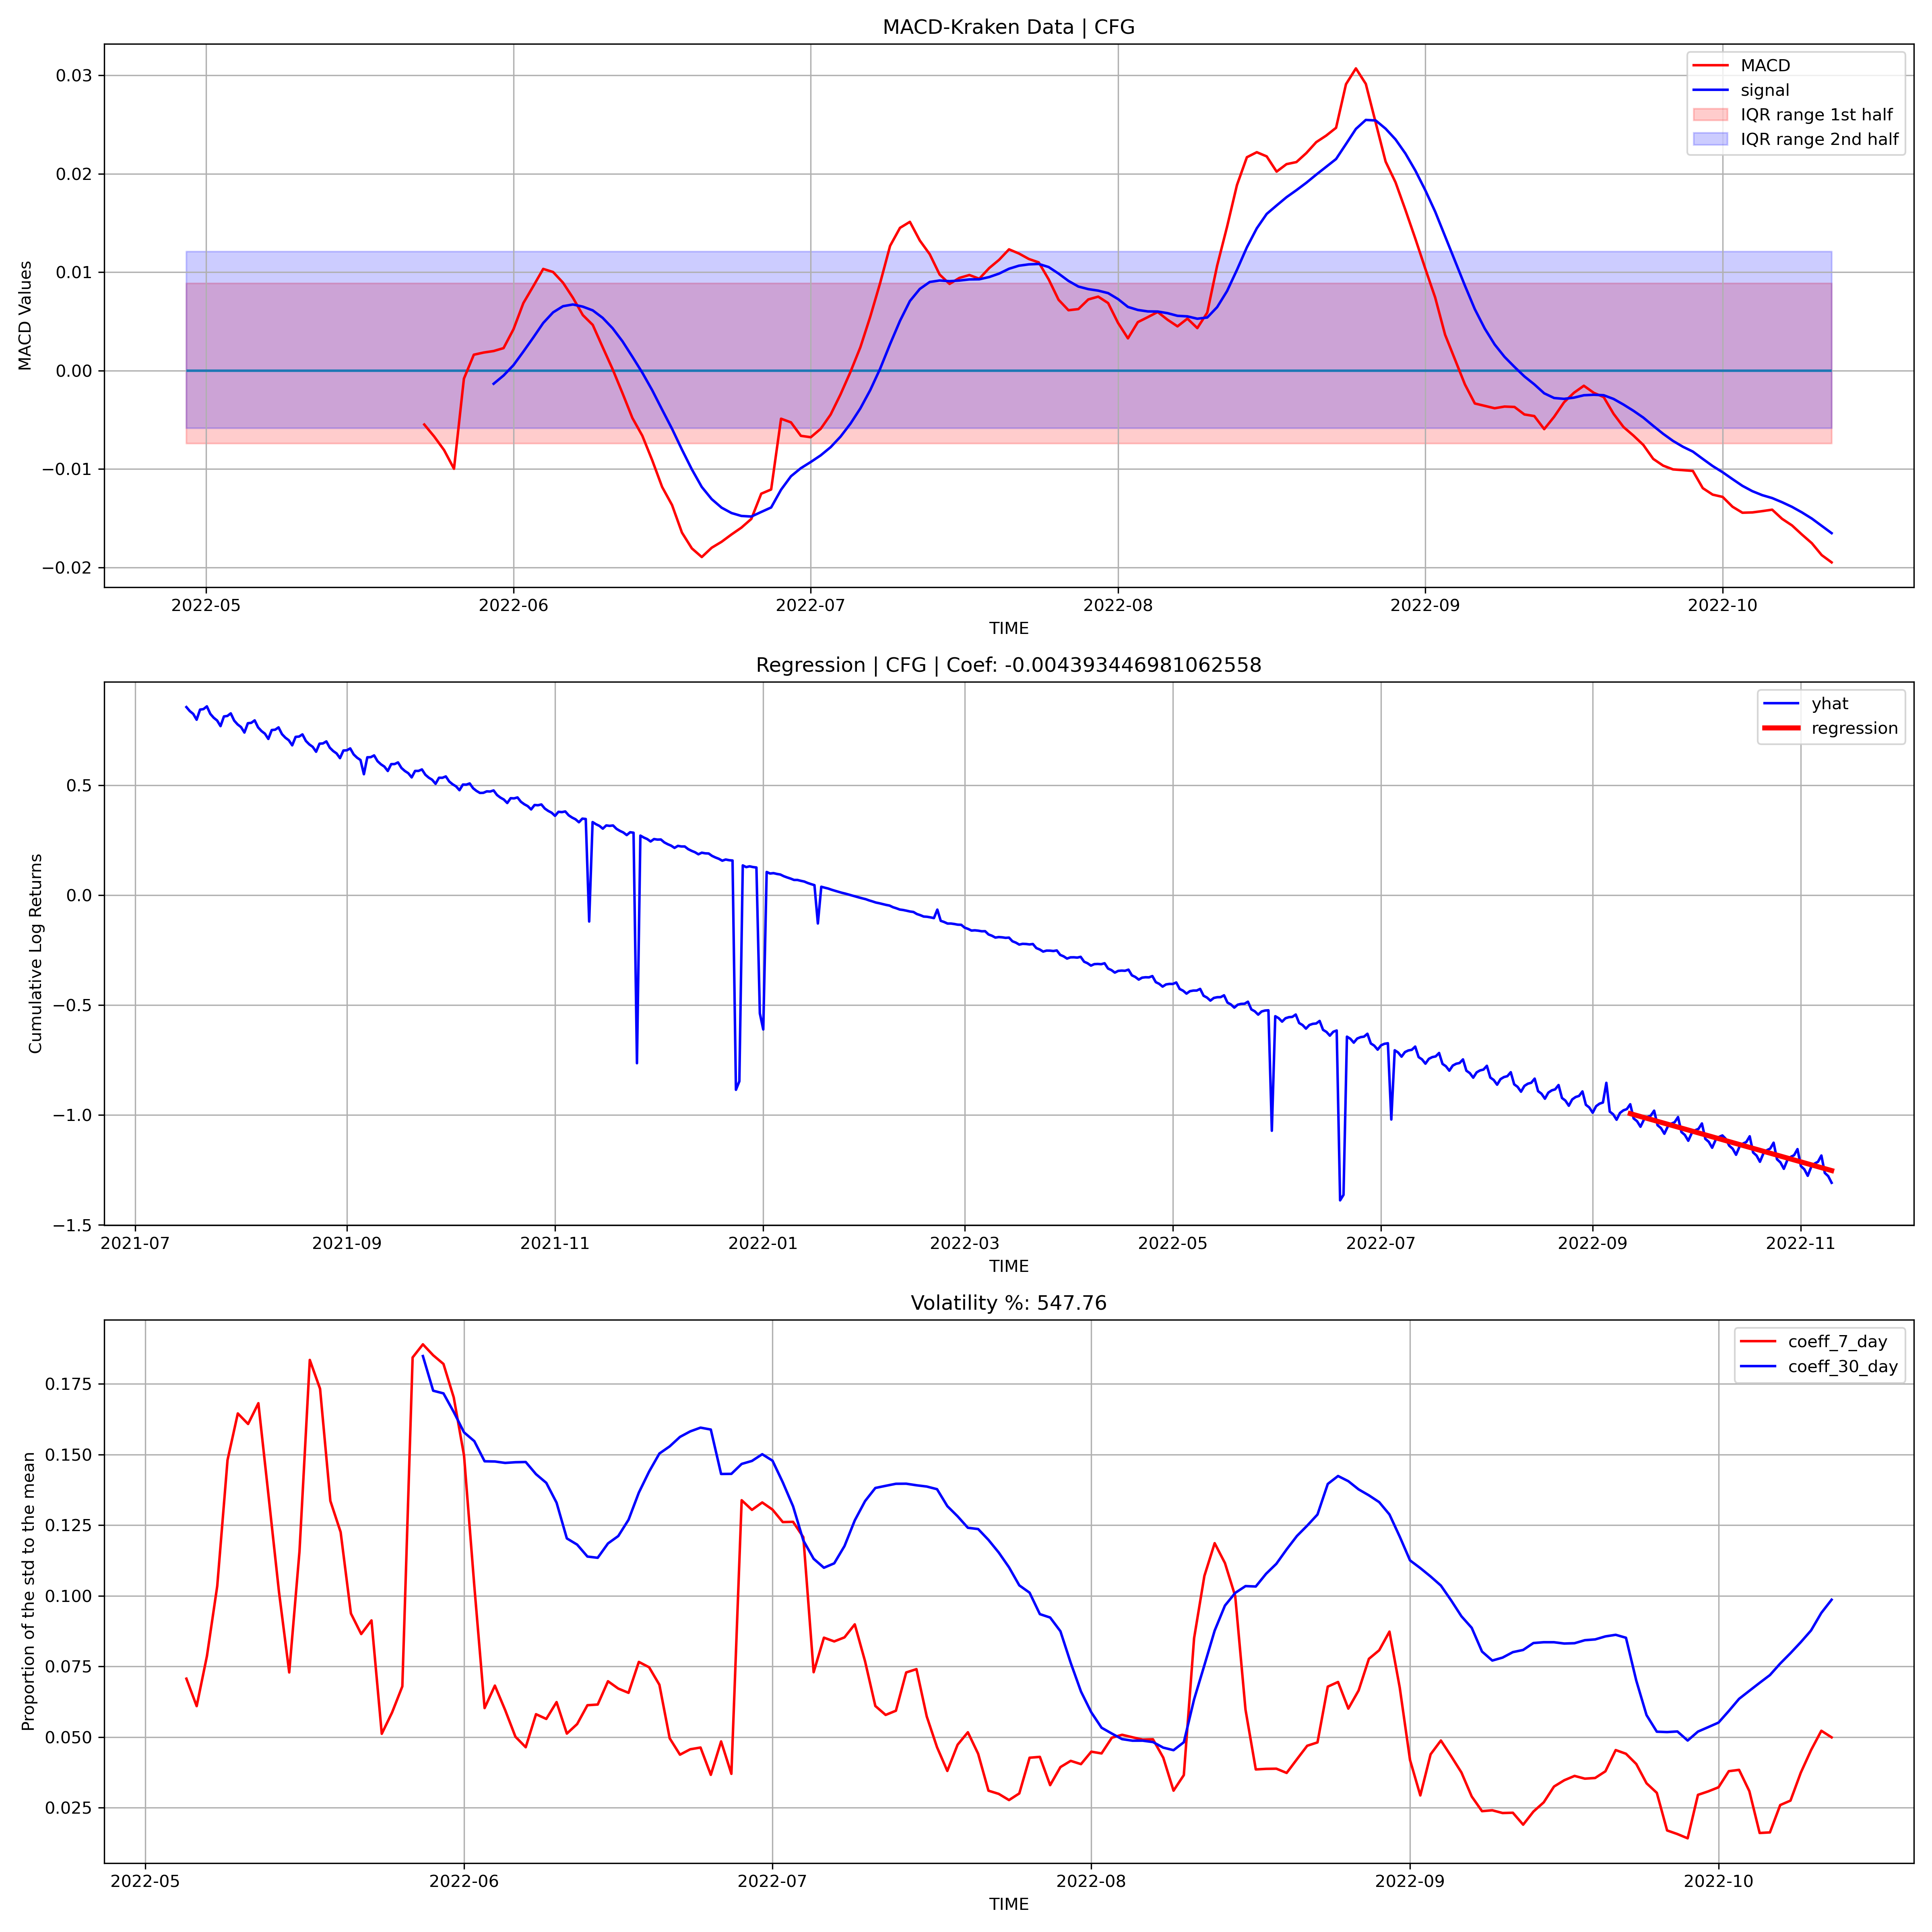 MACD-Kraken Data | CFG
MACD Values
0.03
0.02
0.01
0.00
−0.01
−0.02
MACD
signal
IQR range 1st half
IQR range 2nd half
2022-05 2022-06 2022-07 2022-08 2022-09 2022-10
TIME
Regression | CFG | Coef: -0.004393446981062558
Cumulative Log Returns
0.5
0.0
−0.5
−1.0
−1.5
yhat
regression
2021-07 2021-09 2021-11 2022-01 2022-03 2022-05 2022-07 2022-09 2022-11
TIME
Volatility %: 547.76
Proportion of the std to the mean
0.175
0.150
0.125
0.100
0.075
0.050
0.025
coeff_7_day
coeff_30_day
2022-05 2022-06 2022-07 2022-08 2022-09 2022-10
TIME